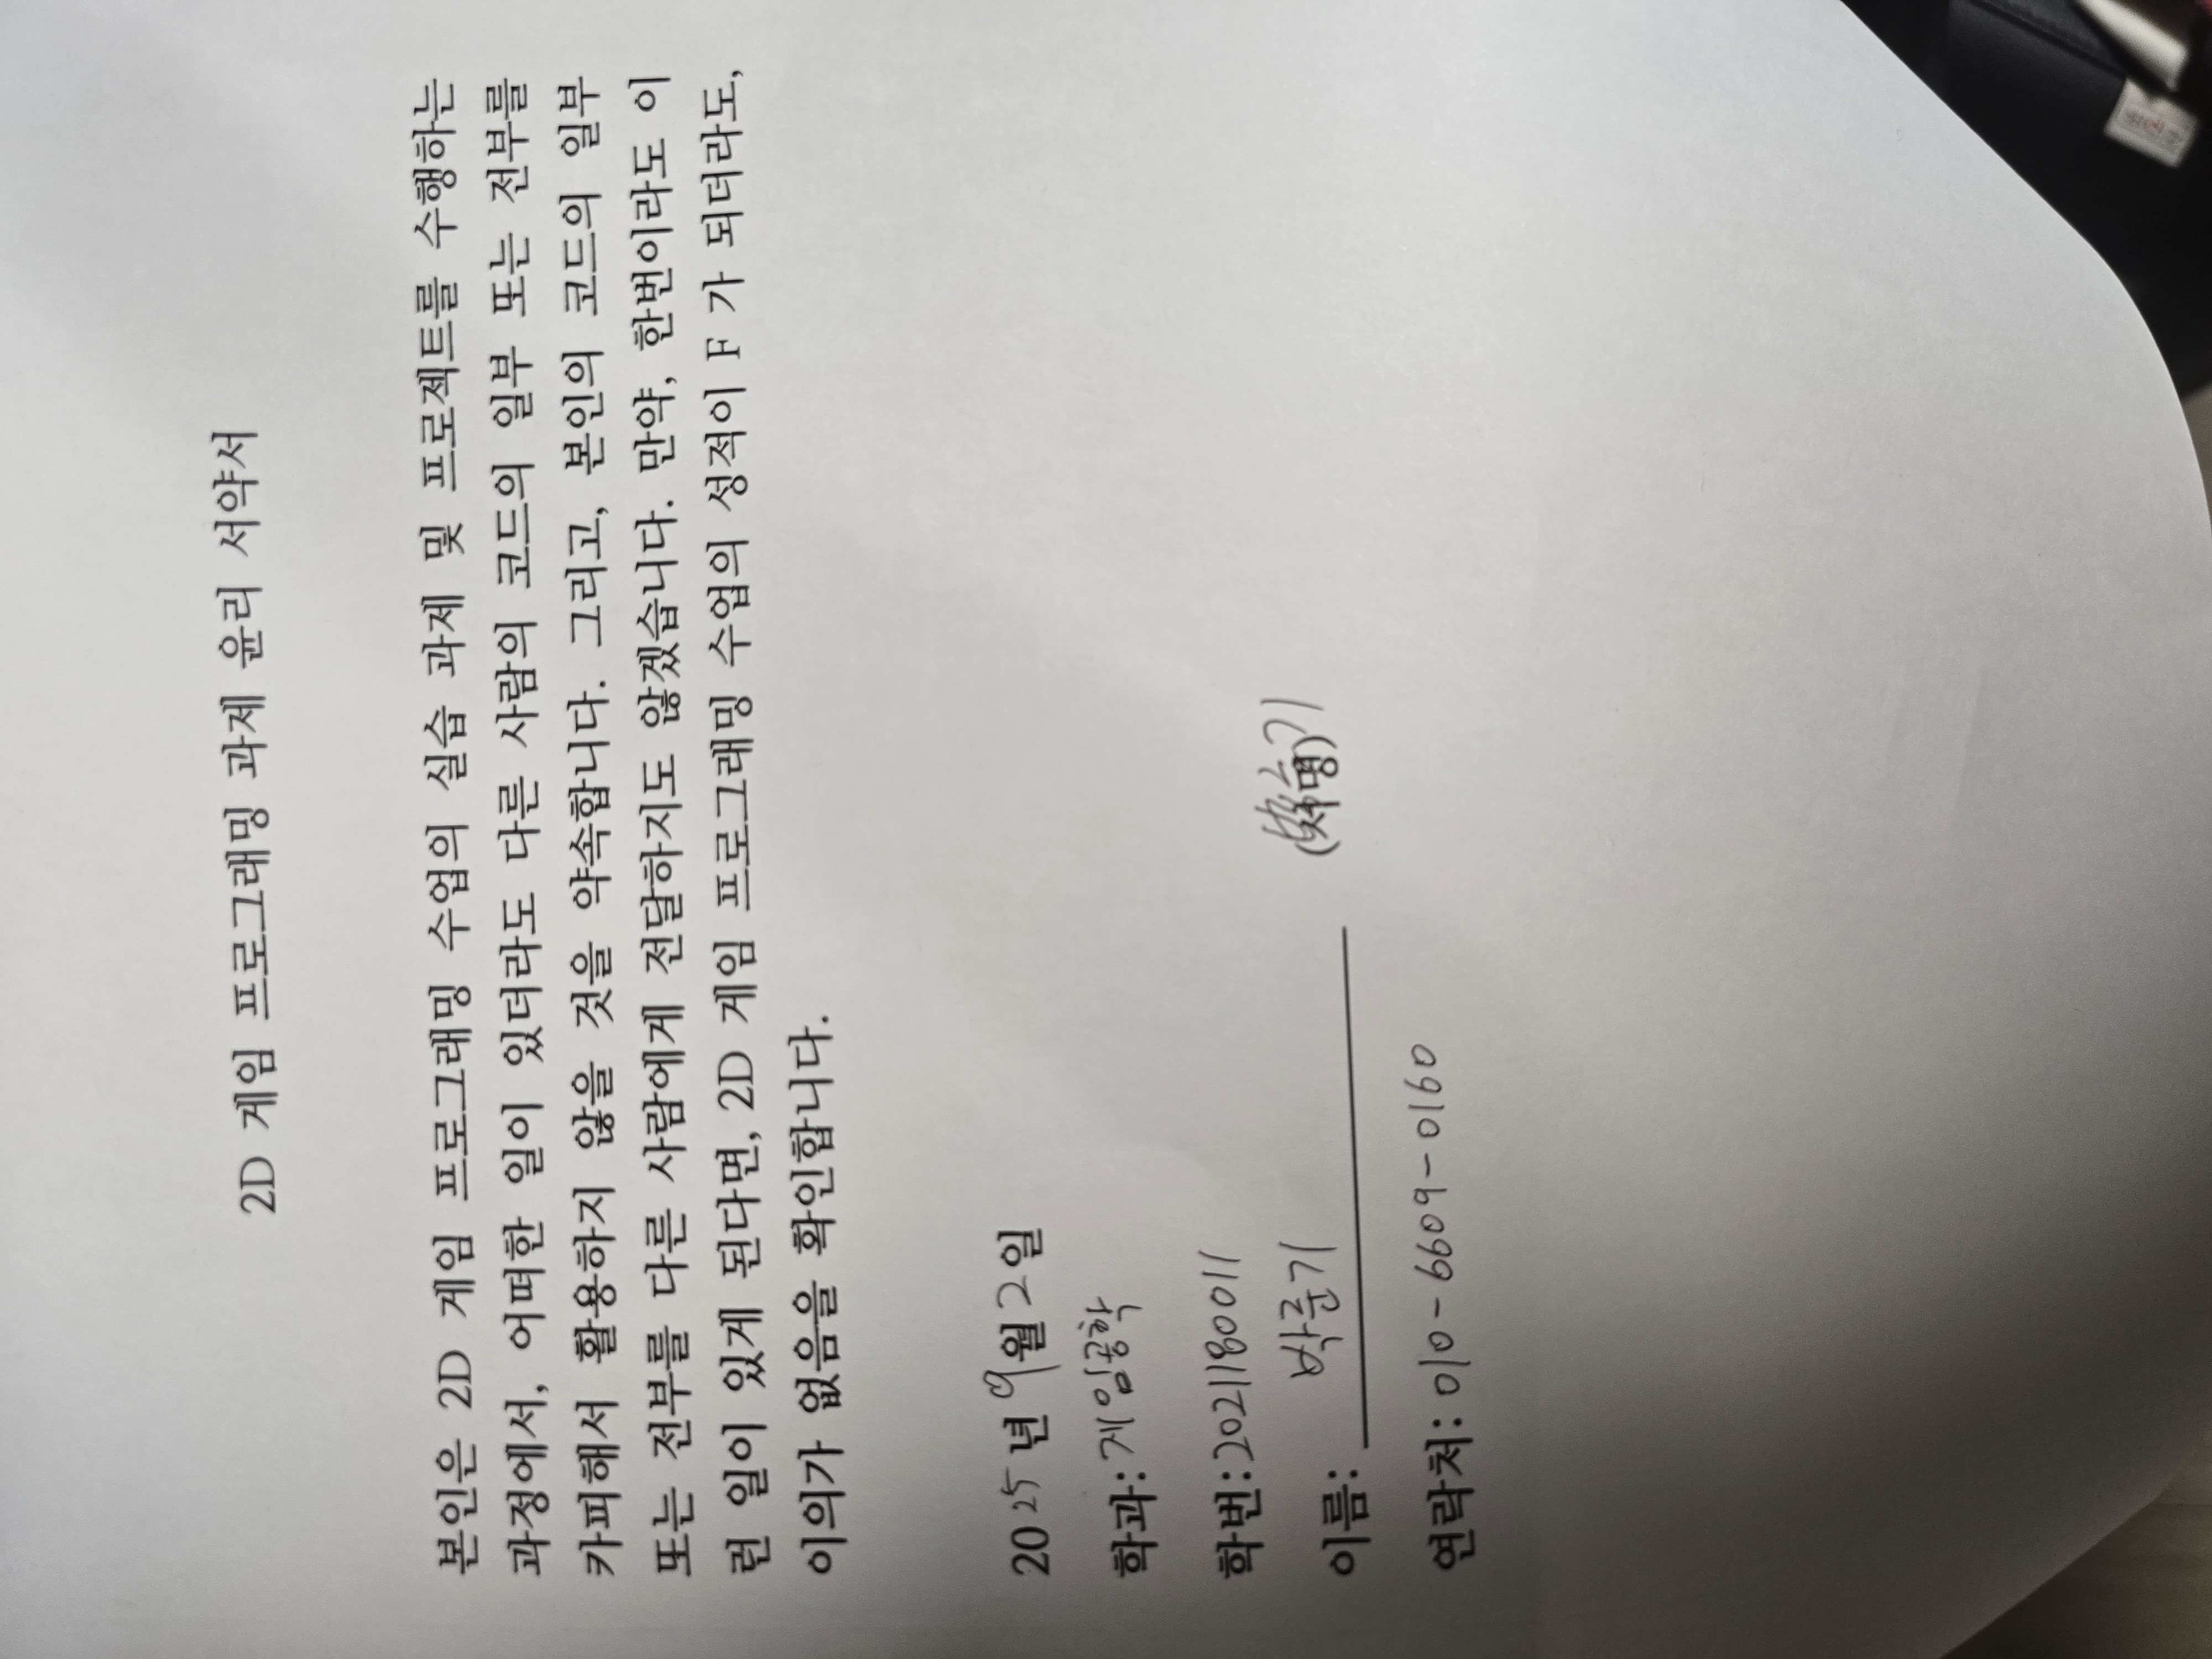 2D 게임 프로그래밍 과제 윤리 서약서
본인은 2D 게임 프로그래밍 수업의 실습 과제 및 프로젝트를 수행하는
과정에서, 어떠한 일이 있더라도 다른 사람의 코드의 일부 또는 전부를
카피해서 활용하지 않을 것을 약속합니다. 그리고, 본인의 코드의 일부
또는 전부를 다른 사람에게 전달하지도 않겠습니다. 만약, 한번이라도 이
런 일이 있게 된다면, 2D 게임 프로그래밍 수업의 성적이 F 가 되더라도,
이의가 없음을 확인합니다.
2025년 9월 2일
학과: 게임공학
학번: 2021180011
이름: 박준기 (서명) 박준기
연락처: 010-6609-0160